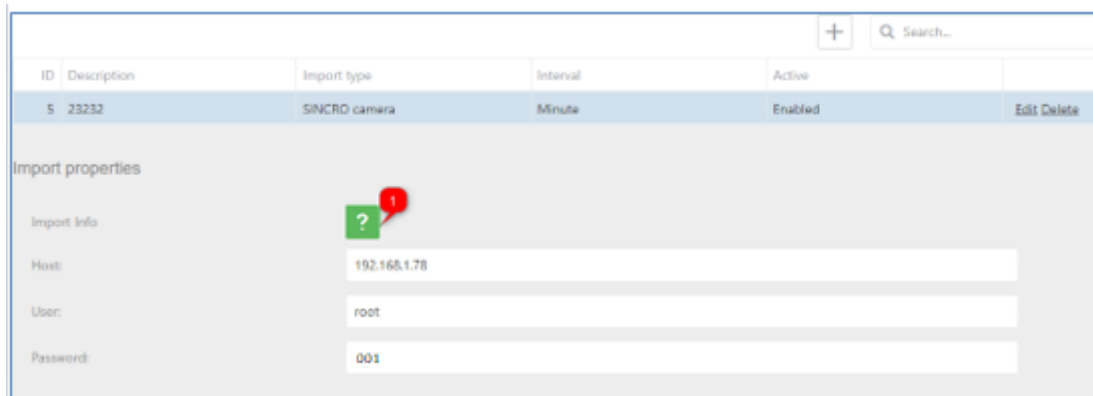 Search...
ID Description Import type Interval Active
5 23232 SINCRO camera Minute Enabled Edit Delete
Import properties
1
Import Info ?
Host: 192.168.1.78
User: root
Password: 001